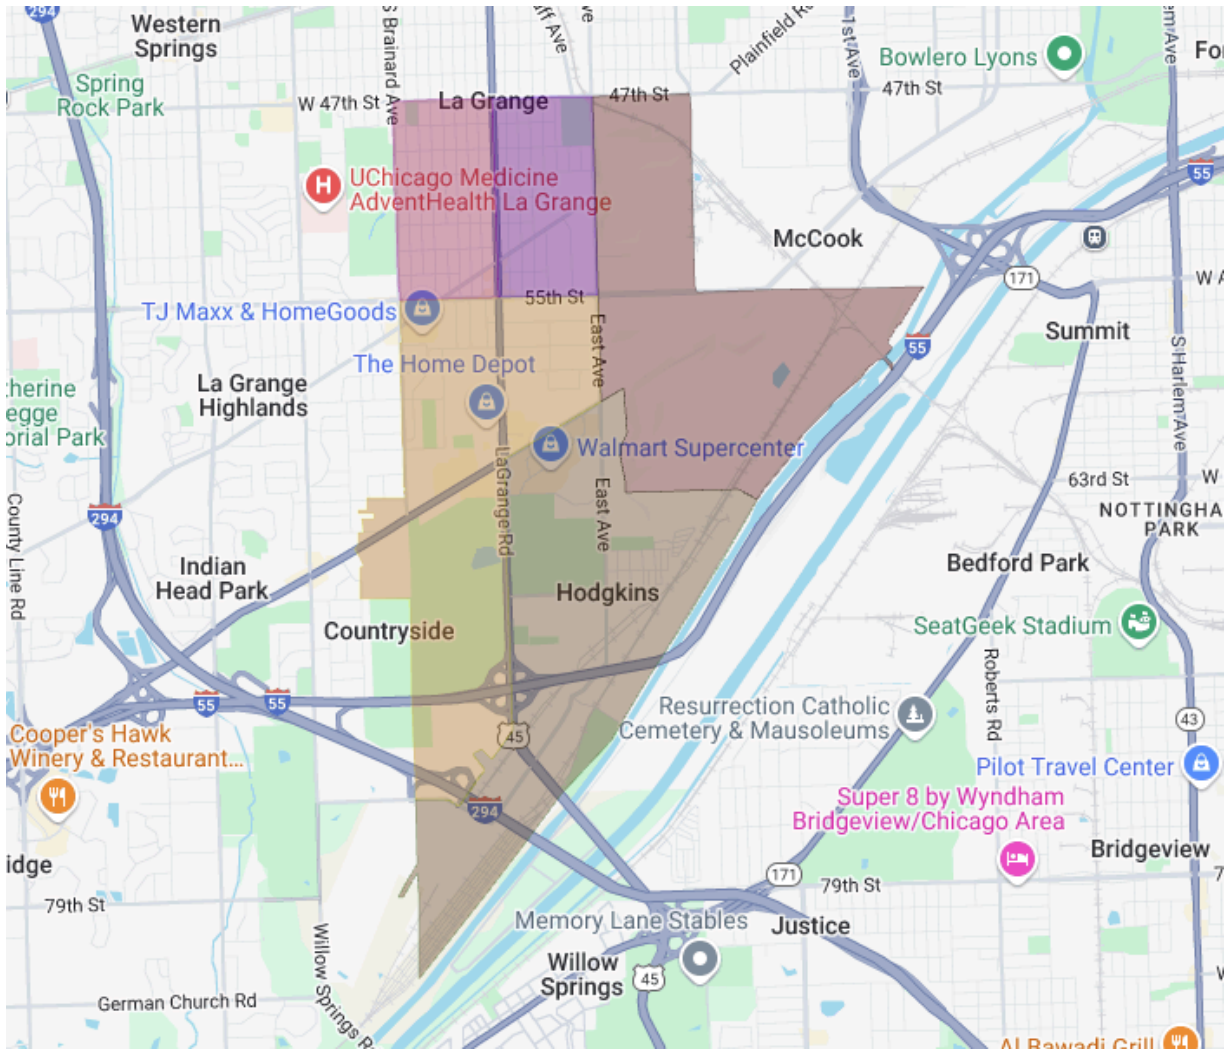 294
Western
Springs
S Brainard Ave
Plainfield Rd
1st Ave
Bowlero Lyons
Spring
Rock Park
W 47th St
La Grange
47th St
47th St
55
UChicago Medicine
AdventHealth La Grange
McCook
171
TJ Maxx & HomeGoods
55th St
Summit
55
East Ave
The Home Depot
La Grange
Highlands
S Harlem Ave
Walmart Supercenter
LaGrange Rd
East Ave
63rd St
W
County Line Rd
294
NOTTINGHA
PARK
Indian
Head Park
Hodgkins
Bedford Park
Countryside
SeatGeek Stadium
Roberts Rd
55
55
Resurrection Catholic
Cemetery & Mausoleums
43
Cooper's Hawk
Winery & Restaurant...
45
Pilot Travel Center
294
Super 8 by Wyndham
Bridgeview/Chicago Area
idge
Bridgeview
171
79th St
79th St
Memory Lane Stables
Justice
Willow Springs Rd
Willow
Springs
45
German Church Rd
Al Bawadi Grill